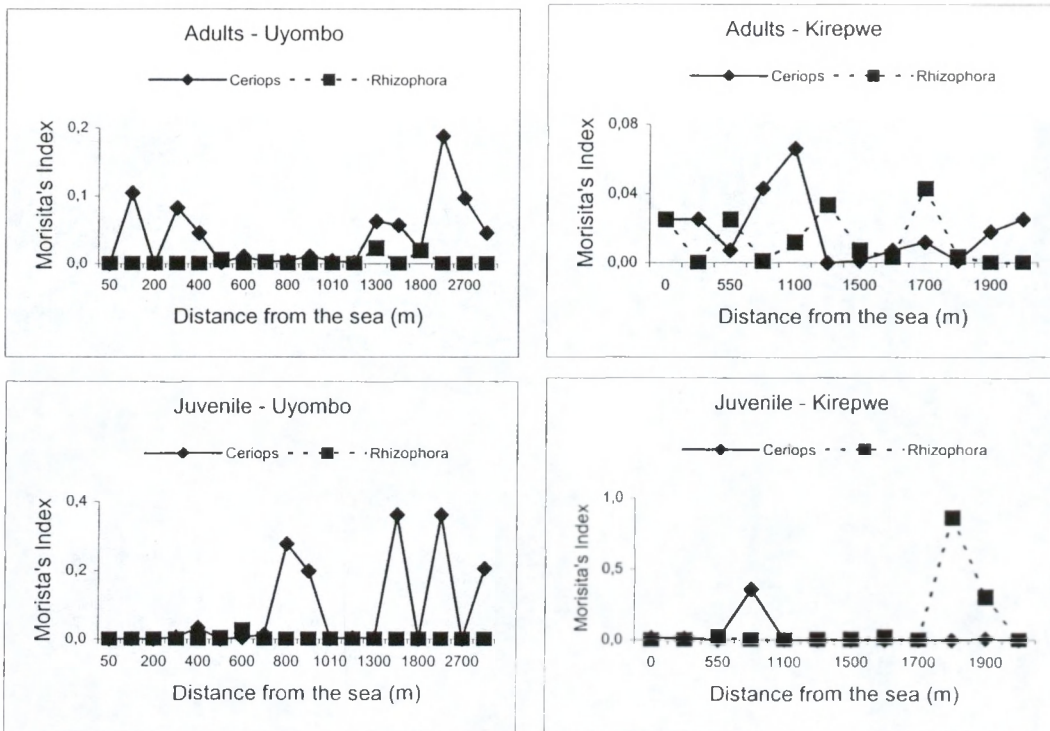 Adults - Uyombo
Ceriops Rhizophora
Morisita's Index
0,2
0,1
0,0
50 200 400 600 800 1010 1300 1800 2700
Distance from the sea (m)
Adults - Kirepwe
Ceriops Rhizophora
Morisita's Index
0,08
0,04
0,00
0 550 1100 1500 1700 1900
Distance from the sea (m)
Juvenile - Uyombo
Ceriops Rhizophora
Morista's Index
0,4
0,2
0,0
50 200 400 600 800 1010 1300 1800 2700
Distance from the sea (m)
Juvenile - Kirepwe
Ceriops Rhizophora
Morisita's Index
1,0
0,5
0,0
0 550 1100 1500 1700 1900
Distance from the sea (m)